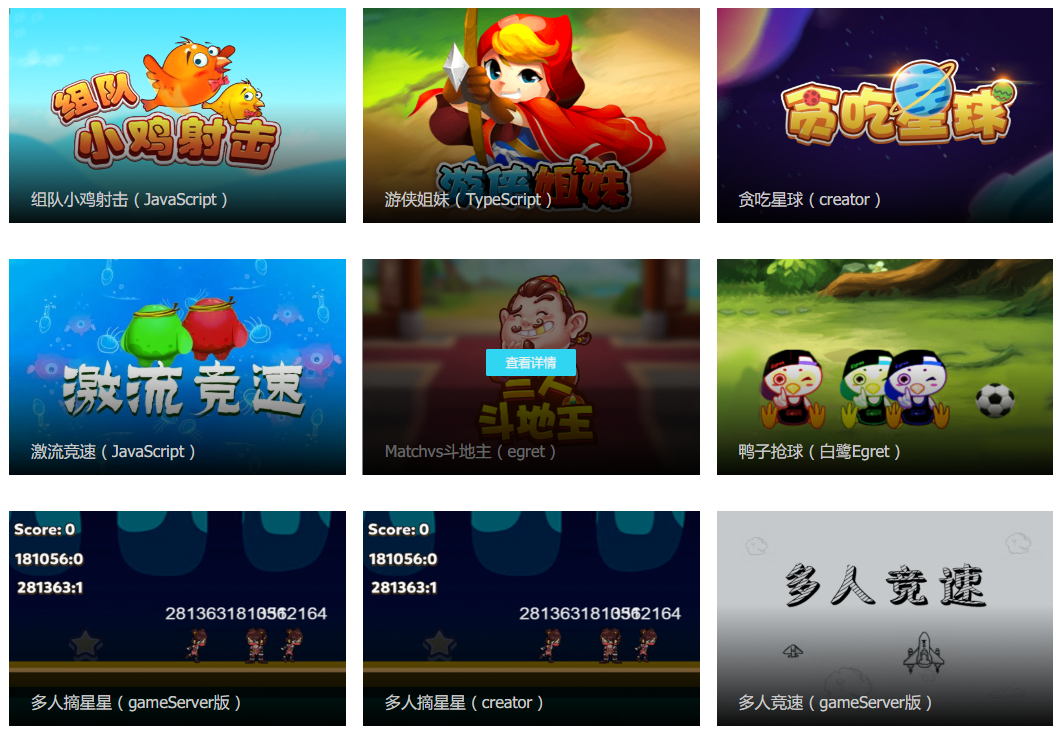 组队
小鸡射击
组队小鸡射击（JavaScript）
游侠姐妹
游侠姐妹（TypeScript）
贪吃星球
贪吃星球（creator）
激流竞速
激流竞速（JavaScript）
查看详情
三人
斗地主
Matchvs斗地主（egret）
鸭子抢球（白鹭Egret）
Score: 0
181056:0
281363:1
多人摘星星（gameServer版）
Score: 0
181056:0
281363:1
多人摘星星（creator）
多人竞速
多人竞速（gameServer版）